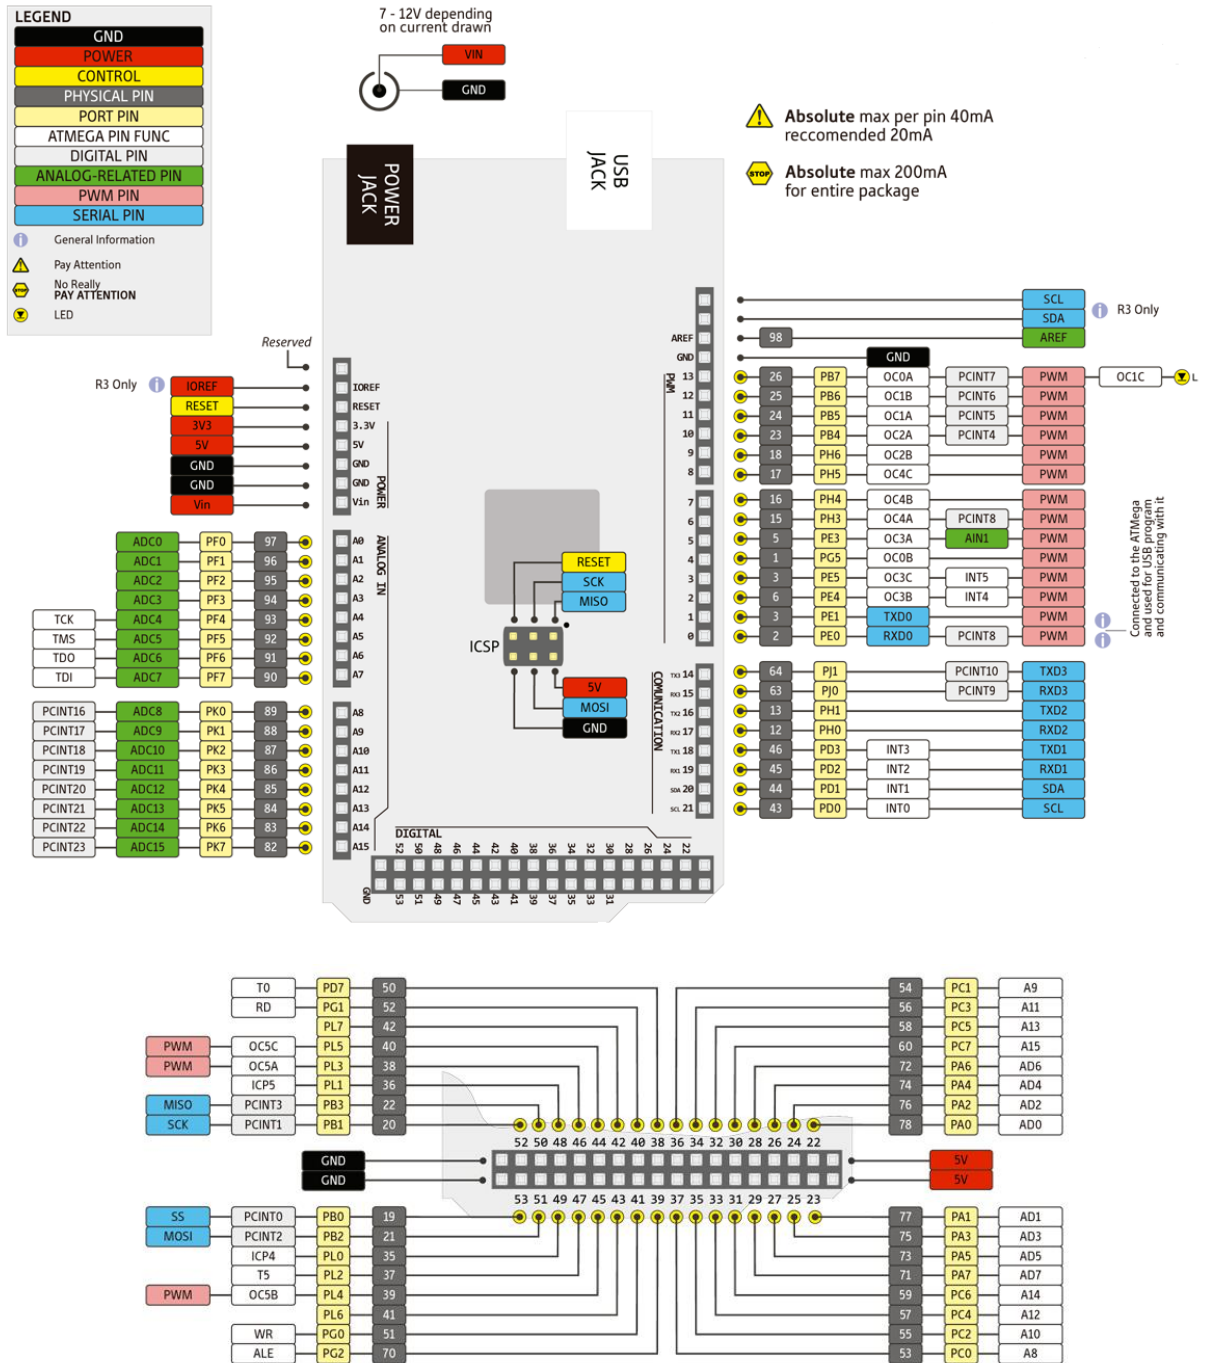 LEGEND
GND
POWER
CONTROL
PHYSICAL PIN
PORT PIN
ATMEGA PIN FUNC
DIGITAL PIN
ANALOG-RELATED PIN
PWM PIN
SERIAL PIN
General Information
Pay Attention
No Really
PAY ATTENTION
LED
7 - 12V depending
on current drawn
VIN
GND
Absolute max per pin 40mA
reccomended 20mA
STOP
Absolute max 200mA
for entire package
POWER
JACK
USB
JACK
Reserved
R3 Only IOREF
RESET
3V3
5V
GND
GND
Vin
IOREF
RESET
3.3V
5V
GND
GND
Vin
POWER
ADC0 PF0 97 A0
ADC1 PF1 96 A1
ADC2 PF2 95 A2
ADC3 PF3 94 A3
TCK ADC4 PF4 93 A4
TMS ADC5 PF5 92 A5
TDO ADC6 PF6 91 A6
TDI ADC7 PF7 90 A7
ANALOG IN
PCINT16 ADC8 PK0 89 A8
PCINT17 ADC9 PK1 88 A9
PCINT18 ADC10 PK2 87 A10
PCINT19 ADC11 PK3 86 A11
PCINT20 ADC12 PK4 85 A12
PCINT21 ADC13 PK5 84 A13
PCINT22 ADC14 PK6 83 A14
PCINT23 ADC15 PK7 82 A15
RESET
SCK
MISO
ICSP
5V
MOSI
GND
SCL
SDA
R3 Only
AREF 98 AREF
GND GND
13 26 PB7 OC0A PCINT7 PWM OC1C L
12 25 PB6 OC1B PCINT6 PWM
11 24 PB5 OC1A PCINT5 PWM
10 23 PB4 OC2A PCINT4 PWM
9 18 PH6 OC2B PWM
8 17 PH5 OC4C PWM
PWM
7 16 PH4 OC4B PWM
6 15 PH3 OC4A PCINT8 PWM
5 5 PE3 OC3A AIN1 PWM
4 1 PG5 OC0B PWM
3 3 PE5 OC3C INT5 PWM
2 6 PE4 OC3B INT4 PWM
1 3 PE1 TXD0 PWM
0 2 PE0 RXD0 PCINT8 PWM
Connected to the ATMega
and used for USB program
and communicating with it
TX3 14 64 PJ1 PCINT10 TXD3
RX3 15 63 PJ0 PCINT9 RXD3
TX2 16 13 PH1 TXD2
RX2 17 12 PH0 RXD2
TX1 18 46 PD3 INT3 TXD1
RX1 19 45 PD2 INT2 RXD1
SDA 20 44 PD1 INT1 SDA
SCL 21 43 PD0 INT0 SCL
COMUNICATION
DIGITAL
52 50 48 46 44 42 40 38 36 34 32 30 28 26 24 22
GND 53 51 49 47 45 43 41 39 37 35 33 31
T0 PD7 50
RD PG1 52
PL7 42
PWM OC5C PL5 40
PWM OC5A PL3 38
ICP5 PL1 36
MISO PCINT3 PB3 22
SCK PCINT1 PB1 20
54 PC1 A9
56 PC3 A11
58 PC5 A13
60 PC7 A15
72 PA6 AD6
74 PA4 AD4
76 PA2 AD2
78 PA0 AD0
52 50 48 46 44 42 40 38 36 34 32 30 28 26 24 22
GND 5V
GND 5V
53 51 49 47 45 43 41 39 37 35 33 31 29 27 25 23
SS PCINT0 PB0 19
MOSI PCINT2 PB2 21
ICP4 PL0 35
T5 PL2 37
PWM OC5B PL4 39
PL6 41
WR PG0 51
ALE PG2 70
77 PA1 AD1
75 PA3 AD3
73 PA5 AD5
71 PA7 AD7
59 PC6 A14
57 PC4 A12
55 PC2 A10
53 PC0 A8